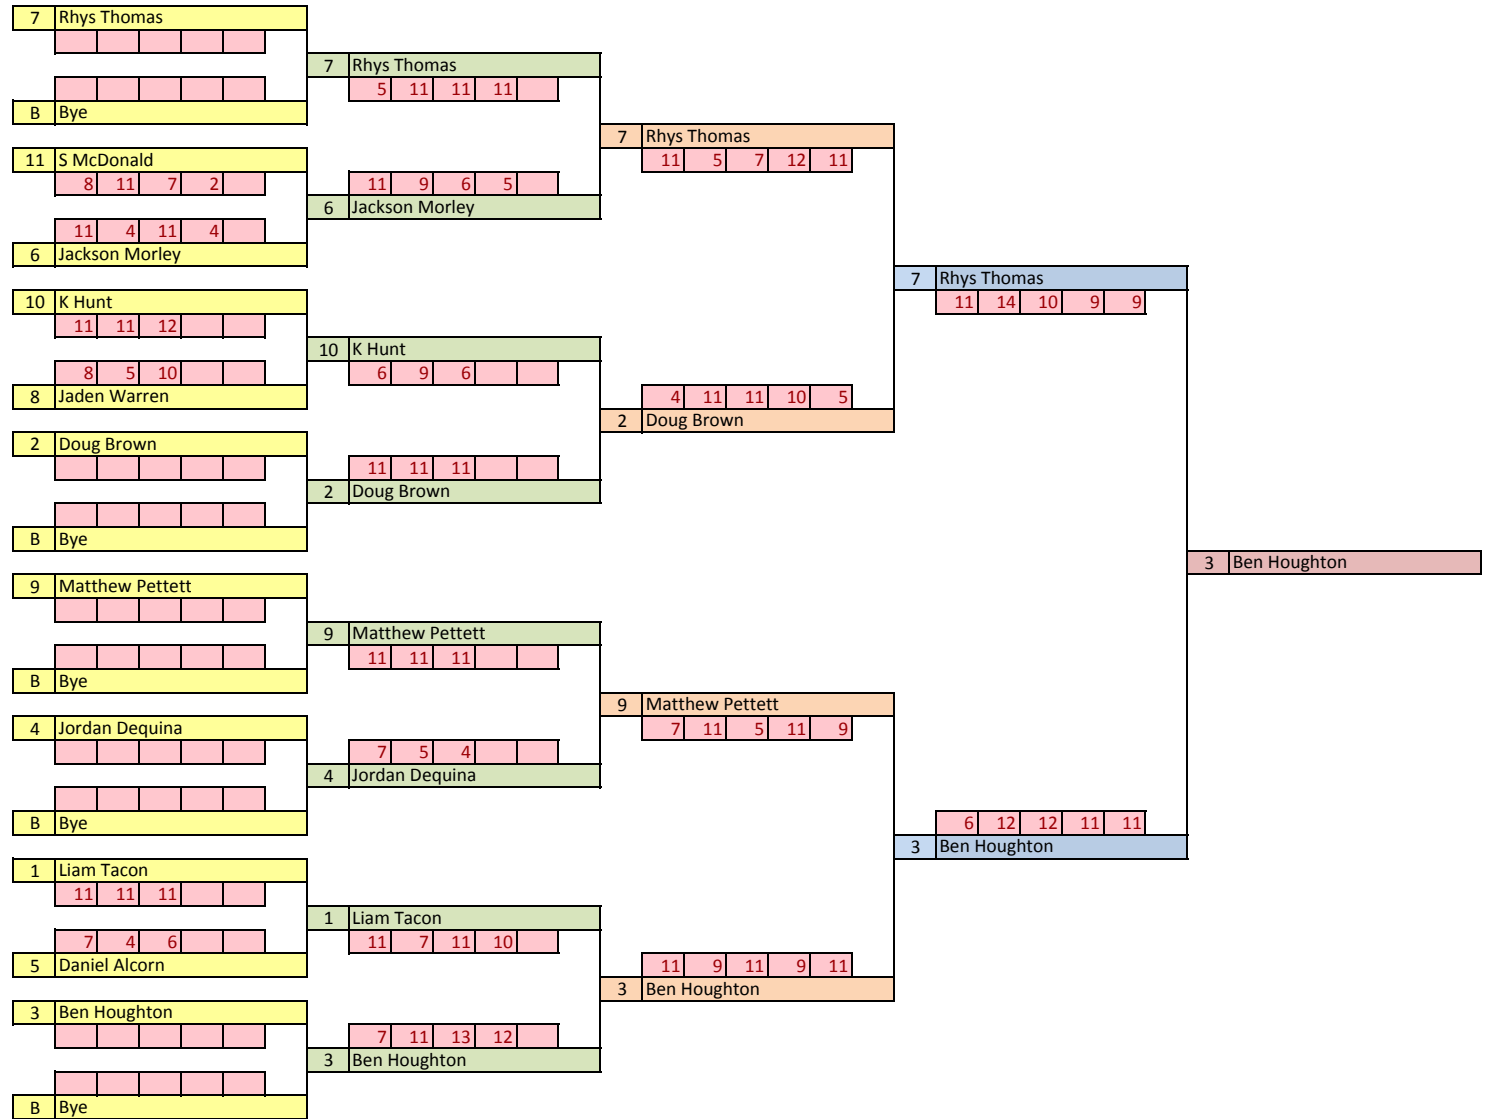 7 Rhys Thomas
7 Rhys Thomas
5 11 11 11
B Bye
7 Rhys Thomas
11 S McDonald
11 5 7 12 11
8 11 7 2
11 9 6 5
6 Jackson Morley
11 4 11 4
6 Jackson Morley
7 Rhys Thomas
10 K Hunt
11 14 10 9 9
11 11 12
10 K Hunt
8 5 10
6 9 6
8 Jaden Warren
4 11 11 10 5
2 Doug Brown
2 Doug Brown
11 11 11
2 Doug Brown
B Bye
3 Ben Houghton
9 Matthew Pettett
9 Matthew Pettett
11 11 11
B Bye
9 Matthew Pettett
4 Jordan Dequina
7 11 5 11 9
7 5 4
4 Jordan Dequina
B Bye
6 12 12 11 11
3 Ben Houghton
1 Liam Tacon
11 11 11
1 Liam Tacon
7 4 6
11 7 11 10
5 Daniel Alcorn
11 9 11 9 11
3 Ben Houghton
3 Ben Houghton
7 11 13 12
3 Ben Houghton
B Bye